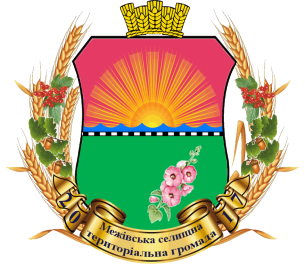 20 17
Межівська селищна
територіальна громада